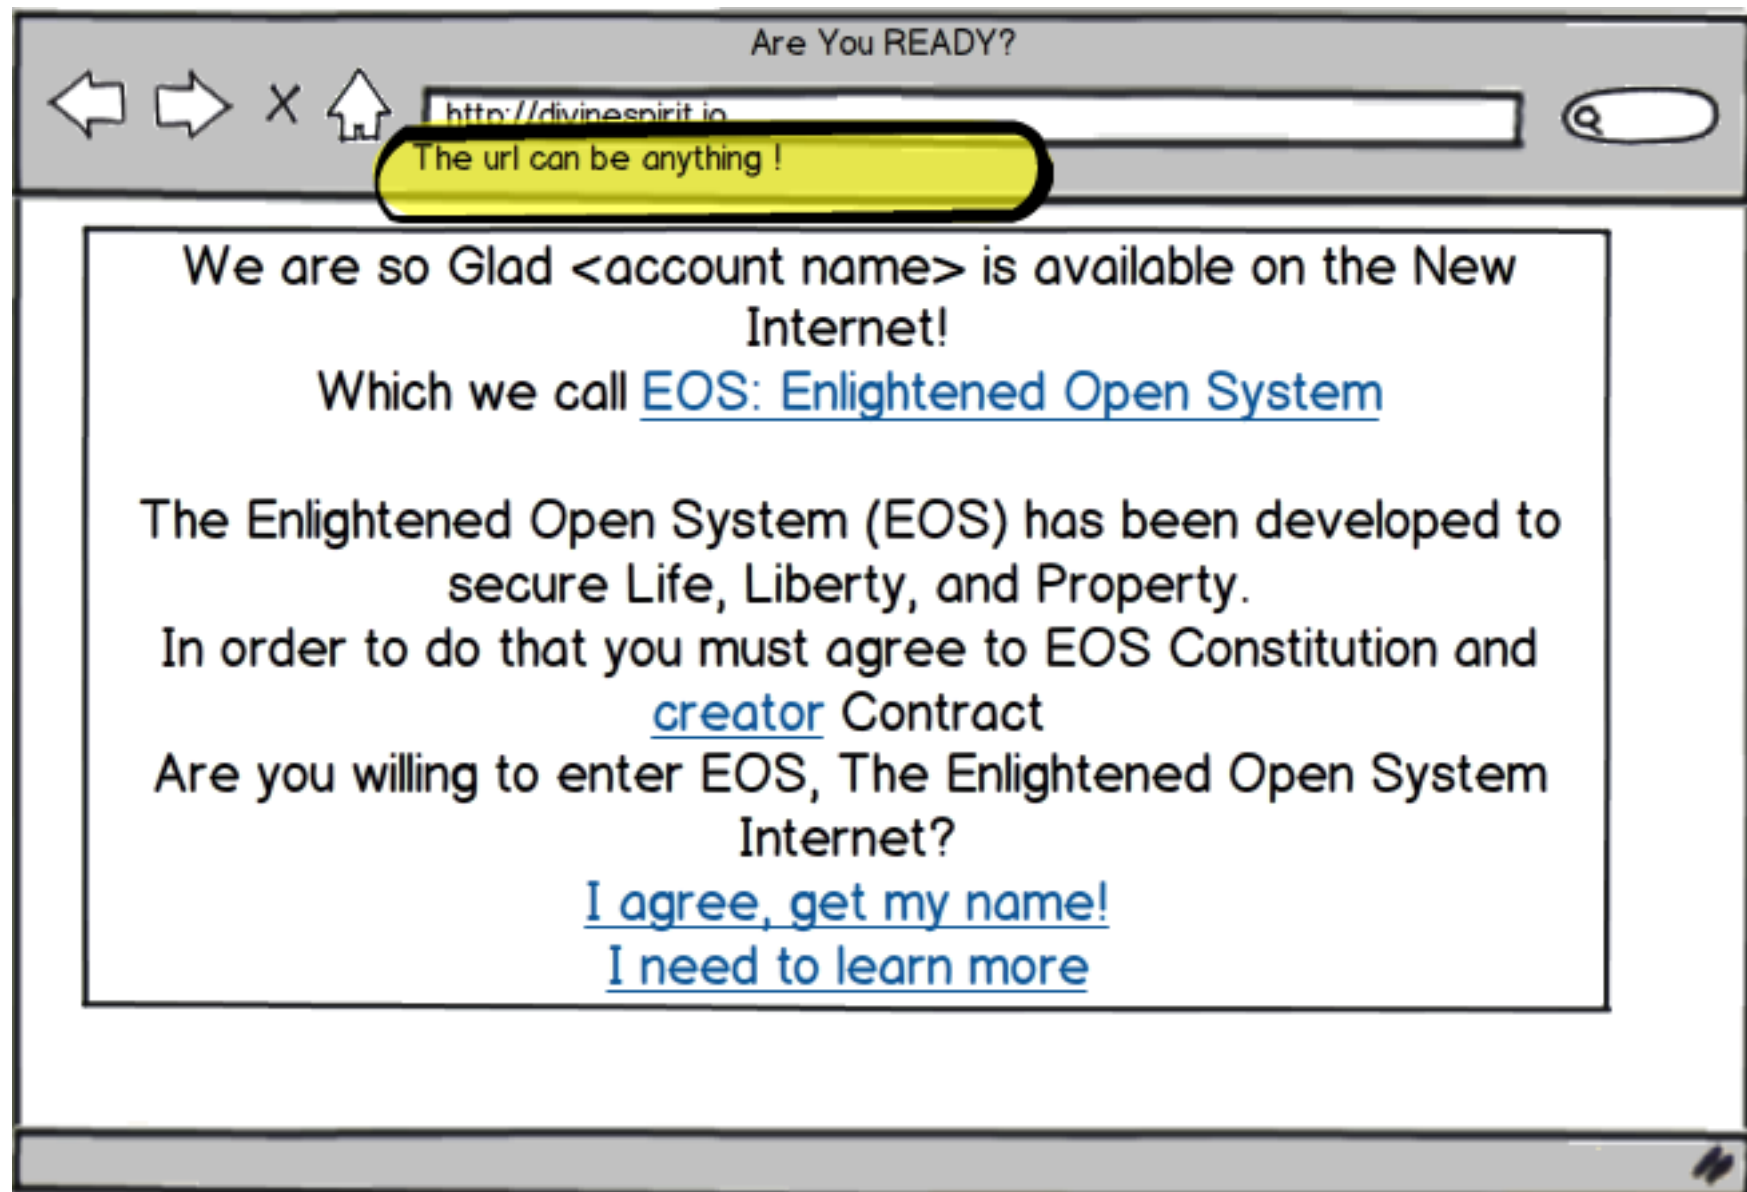 Are You READY?
http://divinespirit.io
The url can be anything !
We are so Glad <account name> is available on the New
Internet!
Which we call EOS: Enlightened Open System
The Enlightened Open System (EOS) has been developed to
secure Life, Liberty, and Property.
In order to do that you must agree to EOS Constitution and
creator Contract
Are you willing to enter EOS, The Enlightened Open System
Internet?
I agree, get my name!
I need to learn more